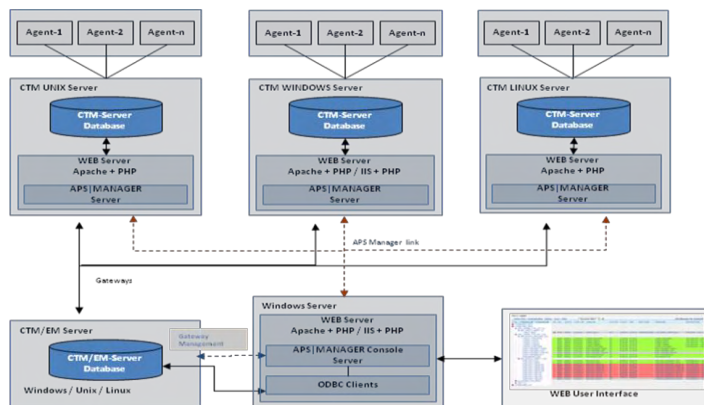 Agent-1
Agent-2
Agent-n
Agent-1
Agent-2
Agent-n
Agent-1
Agent-2
Agent-n
CTM UNIX Server
CTM-Server
Database
WEB Server
Apache + PHP
APS|MANAGER
Server
CTM WINDOWS Server
CTM-Server
Database
WEB Server
Apache + PHP / IIS + PHP
APS|MANAGER
Server
CTM LINUX Server
CTM-Server
Database
WEB Server
Apache + PHP
APS|MANAGER
Server
APS Manager link
Gateways
CTM/EM Server
CTM/EM-Server
Database
Windows / Unix / Linux
Gateway
Management
Windows Server
WEB Server
Apache + PHP / IIS + PHP
APS|MANAGER Console
Server
ODBC Clients
WEB User Interface